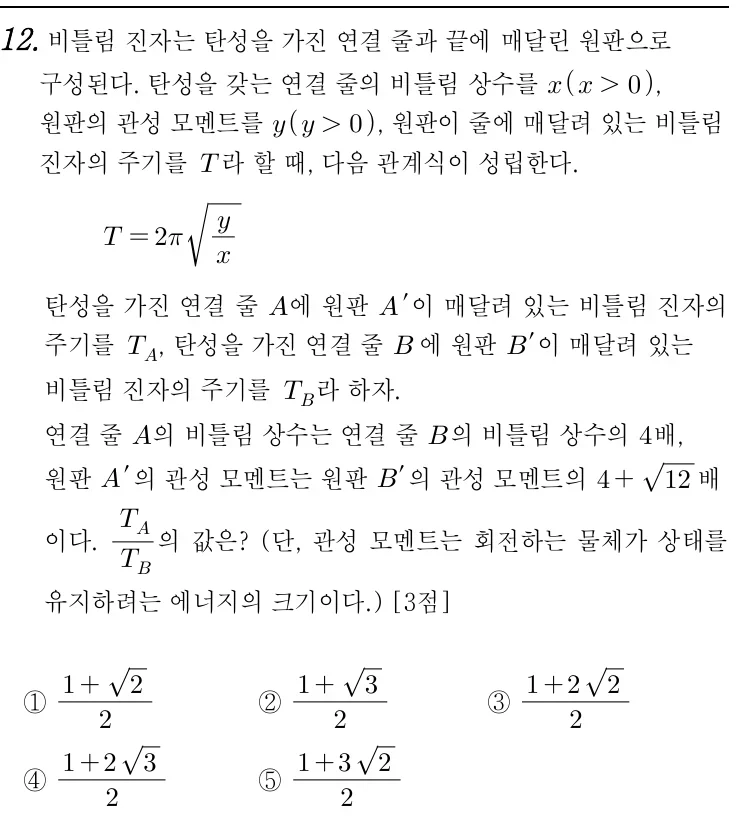 12. 비틀림 진자는 탄성을 가진 연결 줄과 끝에 매달린 원판으로
구성된다. 탄성을 갖는 연결 줄의 비틀림 상수를 x(x > 0),
원판의 관성 모멘트를 y(y > 0), 원판이 줄에 매달려 있는 비틀림
진자의 주기를 T라 할 때, 다음 관계식이 성립한다.
T = 2π√(y/x)
탄성을 가진 연결 줄 A에 원판 A′이 매달려 있는 비틀림 진자의
주기를 T_A, 탄성을 가진 연결 줄 B에 원판 B′이 매달려 있는
비틀림 진자의 주기를 T_B라 하자.
연결 줄 A의 비틀림 상수는 연결 줄 B의 비틀림 상수의 4배,
원판 A′의 관성 모멘트는 원판 B′의 관성 모멘트의 4+√12배
이다. T_A/T_B의 값은? (단, 관성 모멘트는 회전하는 물체가 상태를
유지하려는 에너지의 크기이다.) [3점]
① (1+√2)/2 ② (1+√3)/2 ③ (1+2√2)/2
④ (1+2√3)/2 ⑤ (1+3√2)/2